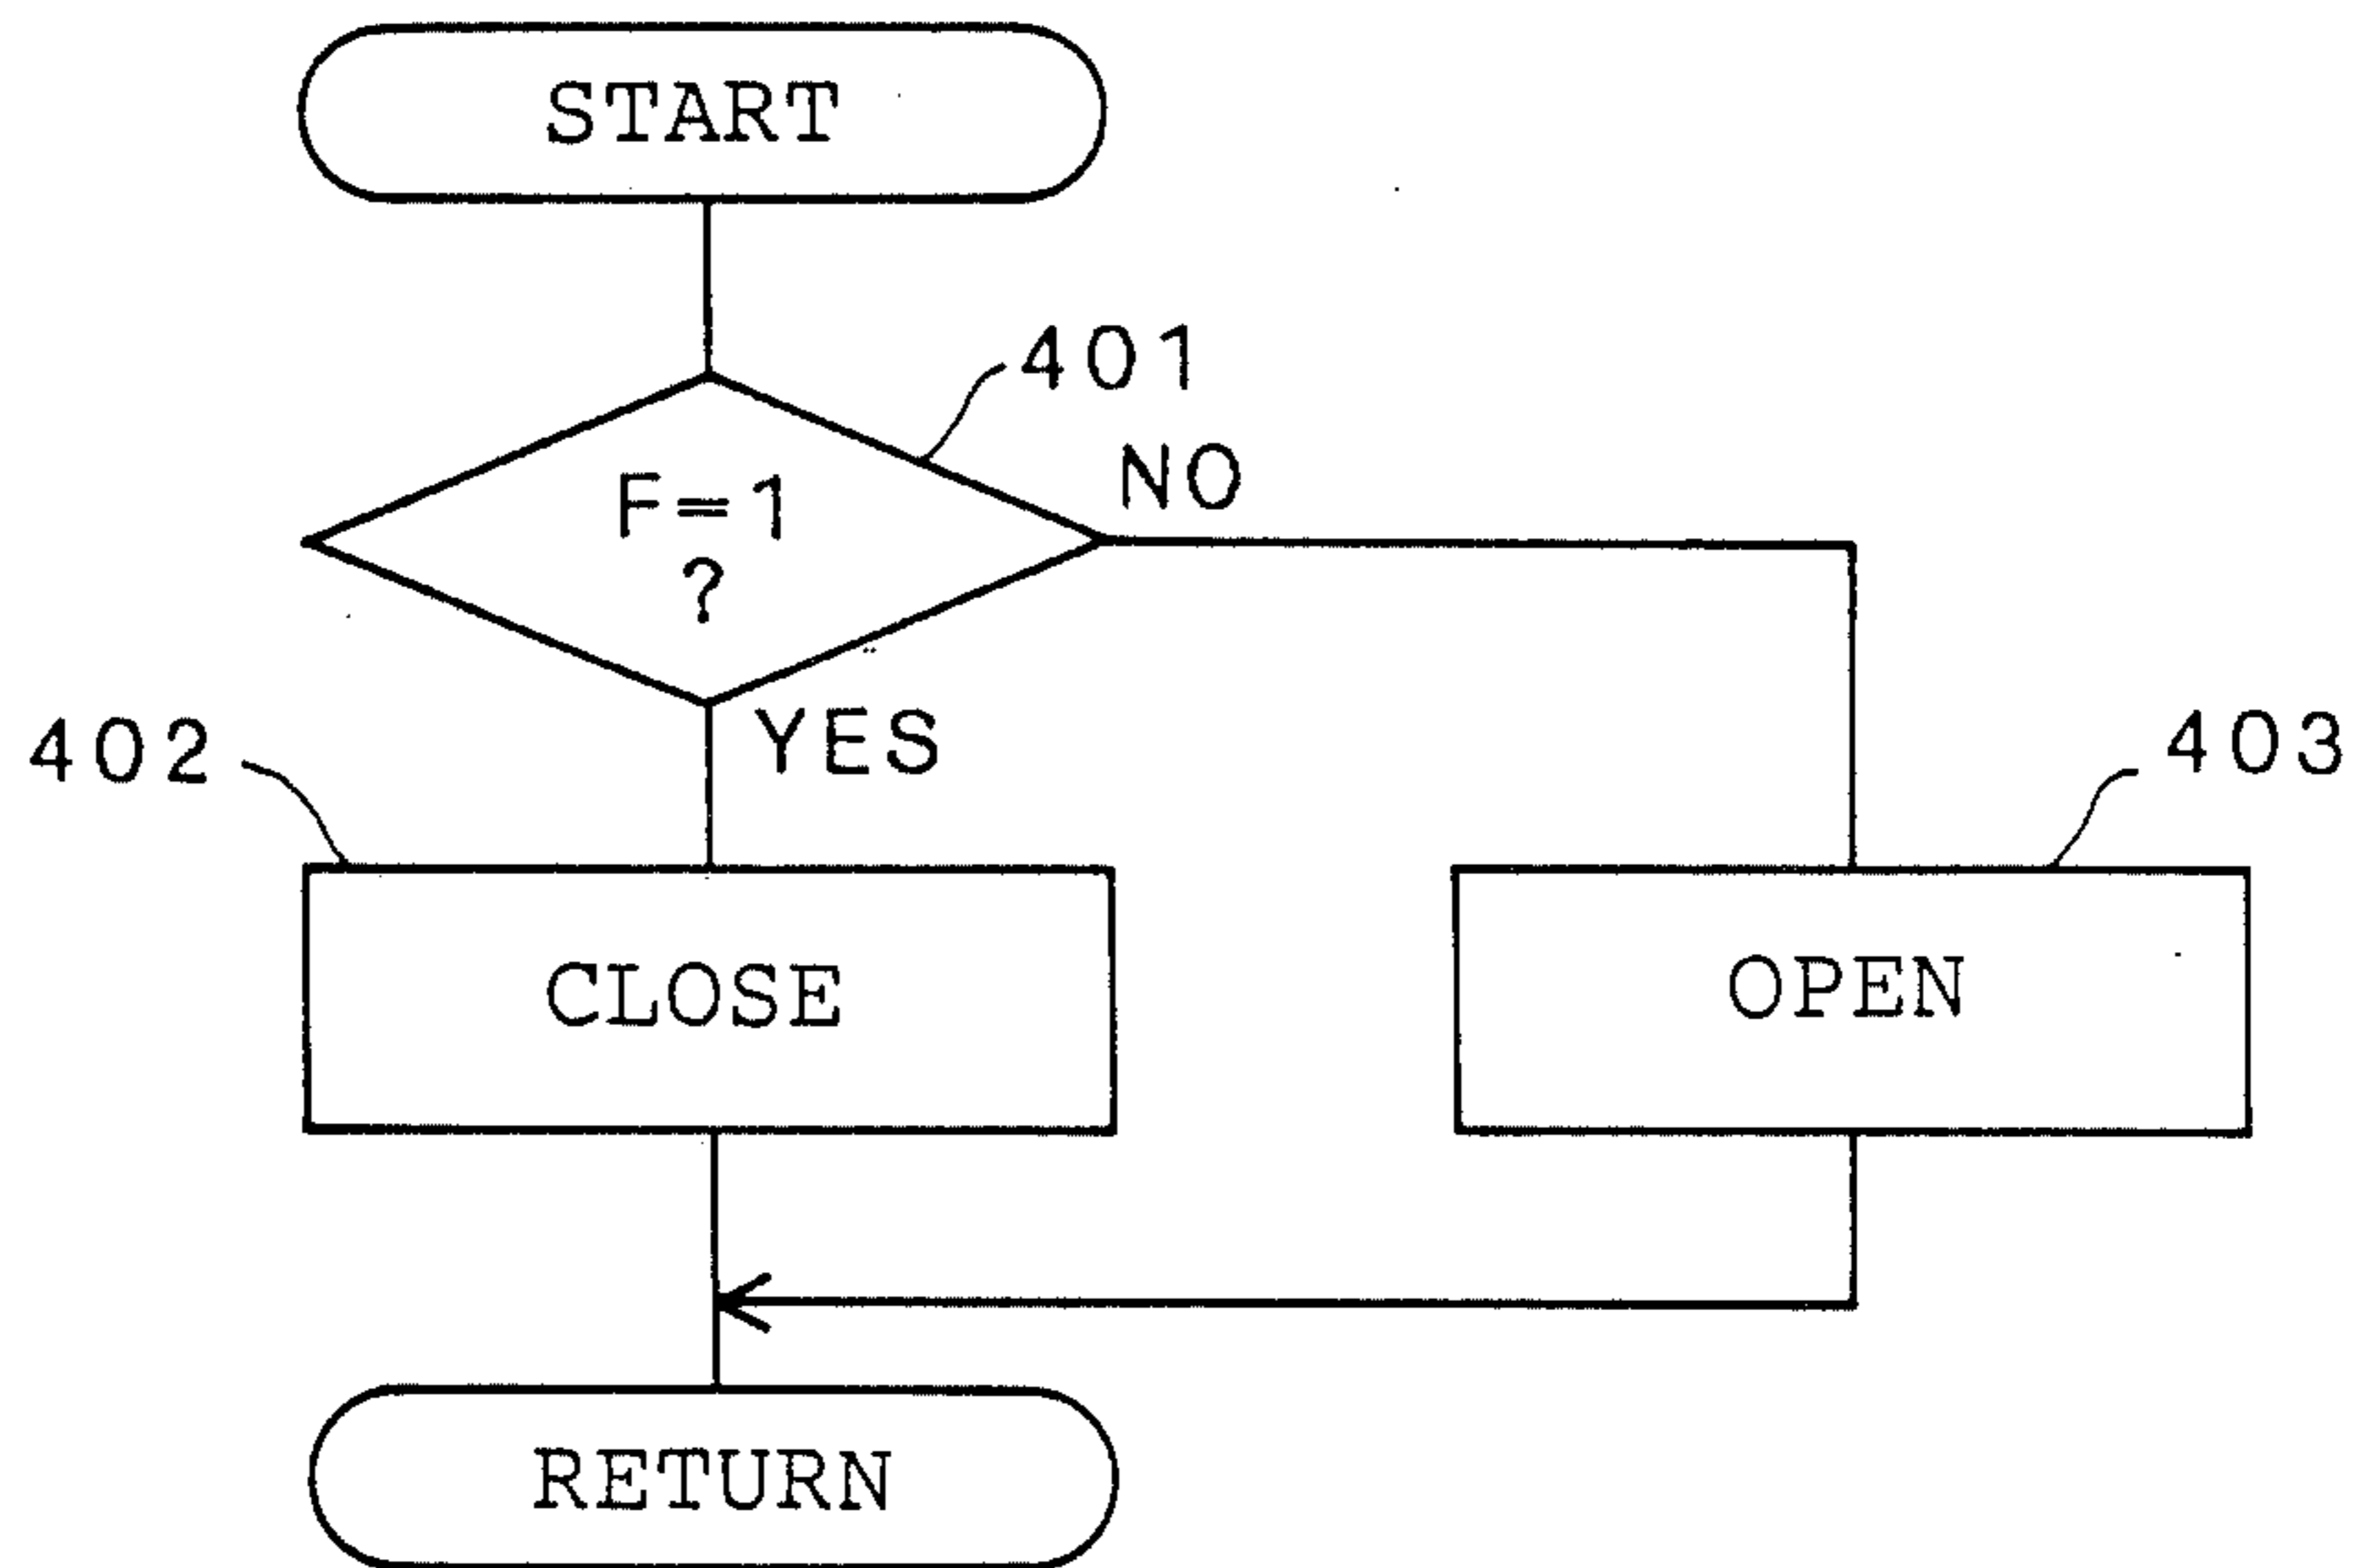 START
401
NO
F=1
?
YES
402
403
CLOSE
OPEN
RETURN